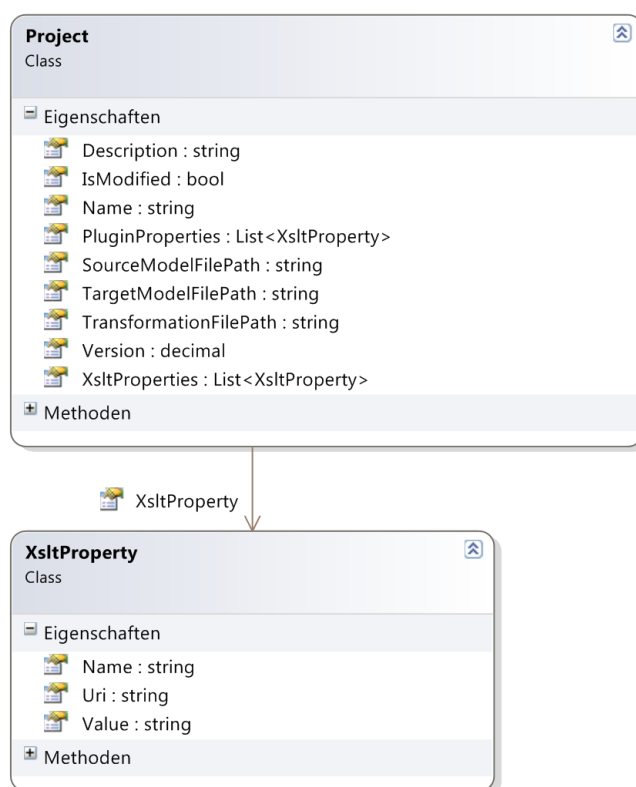 Project
Class
Eigenschaften
Description : string
IsModified : bool
Name : string
PluginProperties : List<XsltProperty>
SourceModelFilePath : string
TargetModelFilePath : string
TransformationFilePath : string
Version : decimal
XsltProperties : List<XsltProperty>
Methoden
XsltProperty
XsltProperty
Class
Eigenschaften
Name : string
Uri : string
Value : string
Methoden